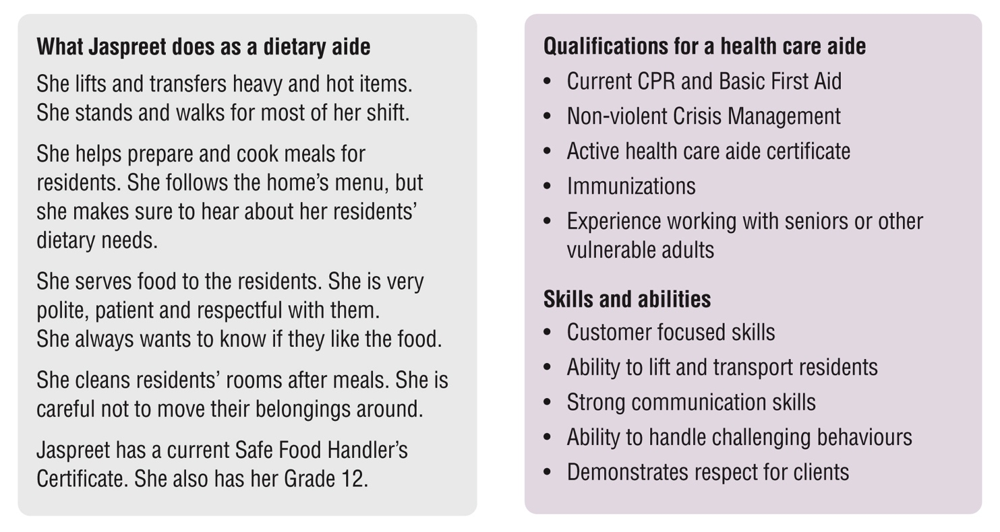 What Jaspreet does as a dietary aide
She lifts and transfers heavy and hot items.
She stands and walks for most of her shift.
She helps prepare and cook meals for
residents. She follows the home’s menu, but
she makes sure to hear about her residents’
dietary needs.
She serves food to the residents. She is very
polite, patient and respectful with them.
She always wants to know if they like the food.
She cleans residents’ rooms after meals. She is
careful not to move their belongings around.
Jaspreet has a current Safe Food Handler’s
Certificate. She also has her Grade 12.
Qualifications for a health care aide
• Current CPR and Basic First Aid
• Non-violent Crisis Management
• Active health care aide certificate
• Immunizations
• Experience working with seniors or other
vulnerable adults
Skills and abilities
• Customer focused skills
• Ability to lift and transport residents
• Strong communication skills
• Ability to handle challenging behaviours
• Demonstrates respect for clients